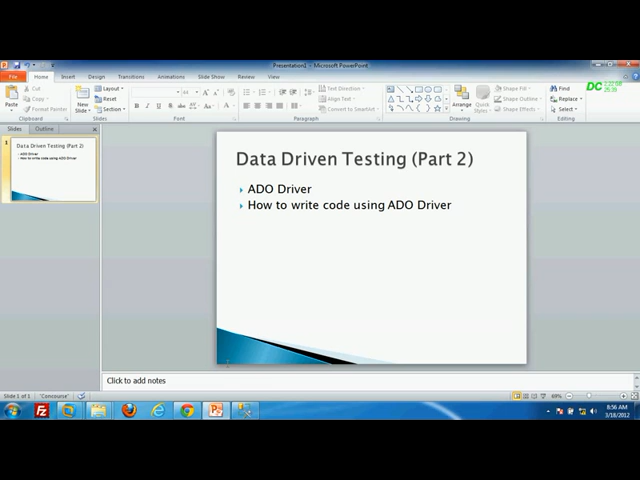 Presentation1 - Microsoft PowerPoint
File Home Insert Design Transitions Animations Slide Show Review View
Paste Cut Copy Format Painter
Clipboard
New Slide Layout Reset Section
Slides
Font
Paragraph
Text Direction Align Text Convert to SmartArt
Arrange Quick Styles Shape Fill Shape Outline Shape Effects
Drawing
Find Replace Select
Editing
DC
Slides Outline
1
Data Driven Testing (Part 2)
ADO Driver
How to write code using ADO Driver
Data Driven Testing (Part 2)
ADO Driver
How to write code using ADO Driver
Click to add notes
Slide 1 of 1 "Concourse" 69%
8:56 AM
3/18/2012